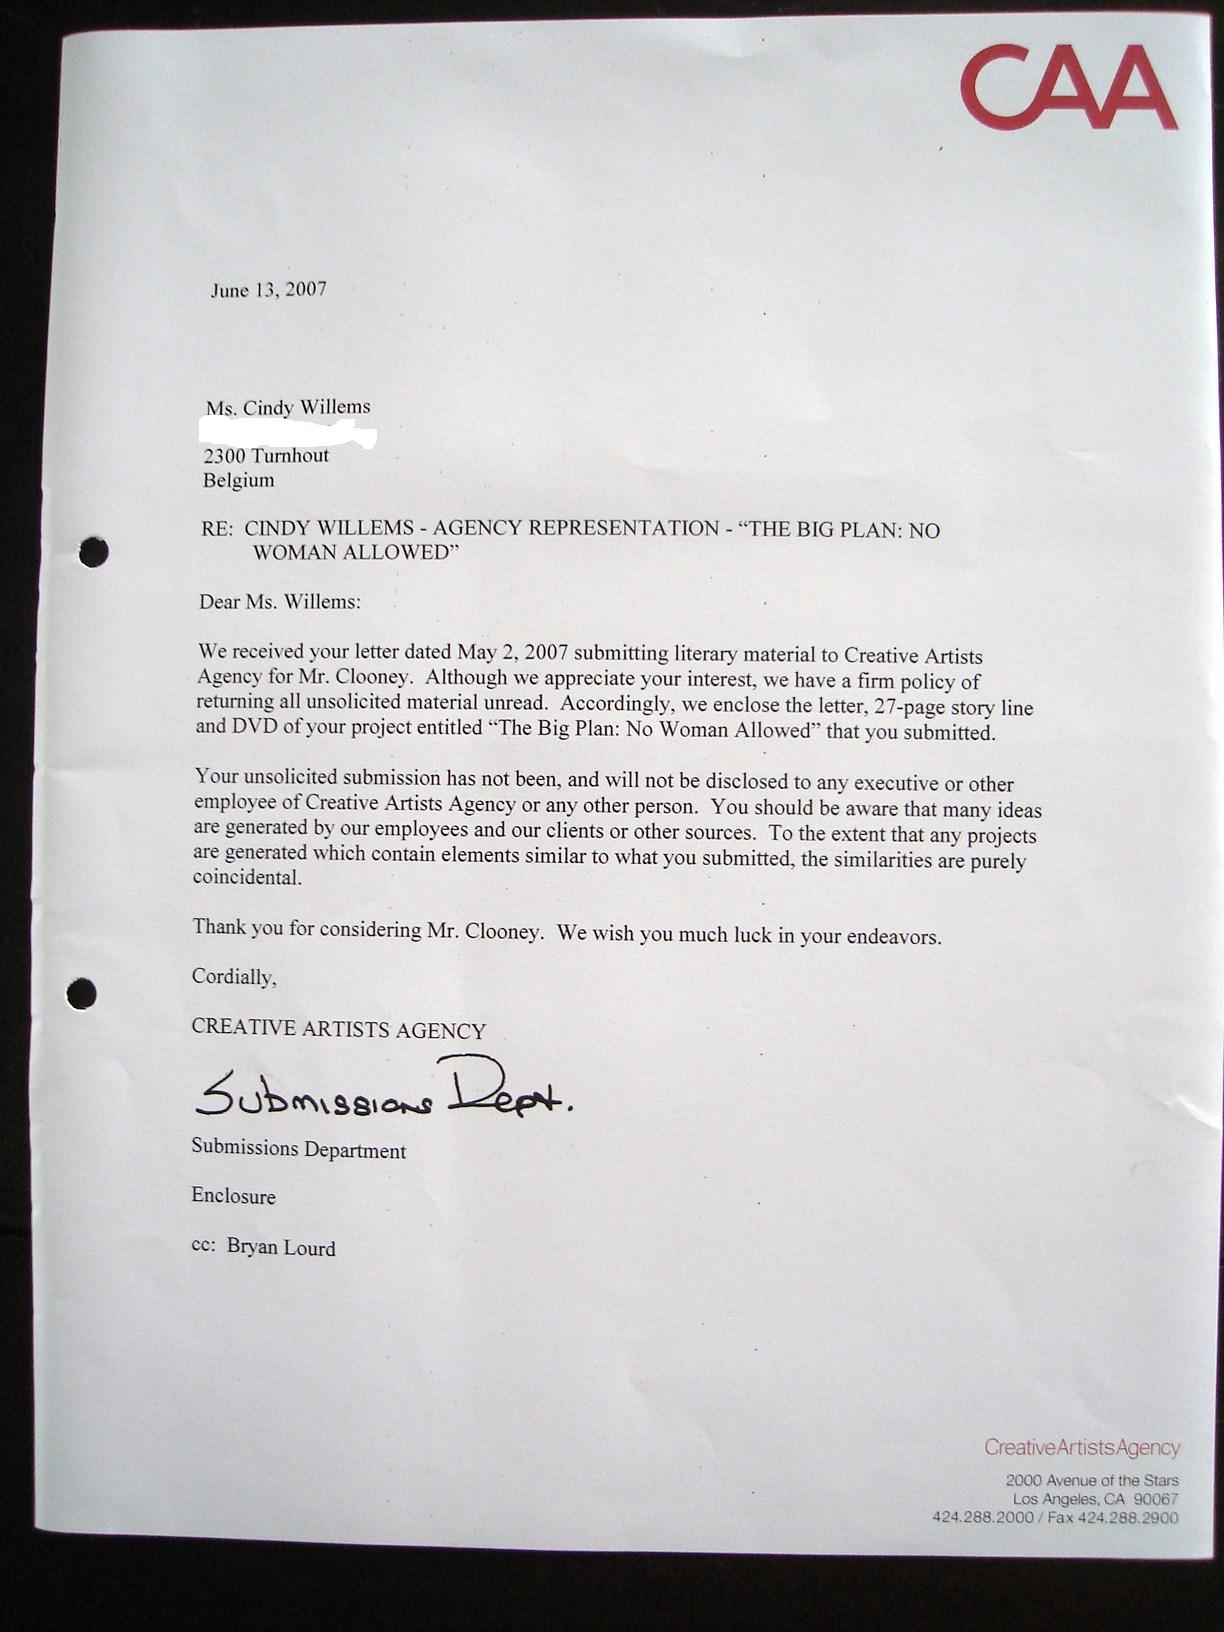 CAA
June 13, 2007
Ms. Cindy Willems
2300 Turnhout
Belgium
RE: CINDY WILLEMS - AGENCY REPRESENTATION - “THE BIG PLAN: NO
WOMAN ALLOWED”
Dear Ms. Willems:
We received your letter dated May 2, 2007 submitting literary material to Creative Artists
Agency for Mr. Clooney. Although we appreciate your interest, we have a firm policy of
returning all unsolicited material unread. Accordingly, we enclose the letter, 27-page story line
and DVD of your project entitled “The Big Plan: No Woman Allowed” that you submitted.
Your unsolicited submission has not been, and will not be disclosed to any executive or other
employee of Creative Artists Agency or any other person. You should be aware that many ideas
are generated by our employees and our clients or other sources. To the extent that any projects
are generated which contain elements similar to what you submitted, the similarities are purely
coincidental.
Thank you for considering Mr. Clooney. We wish you much luck in your endeavors.
Cordially,
CREATIVE ARTISTS AGENCY
Submissions Dept.
Submissions Department
Enclosure
cc: Bryan Lourd
CreativeArtistsAgency
2000 Avenue of the Stars
Los Angeles, CA 90067
424.288.2000 / Fax 424.288.2900